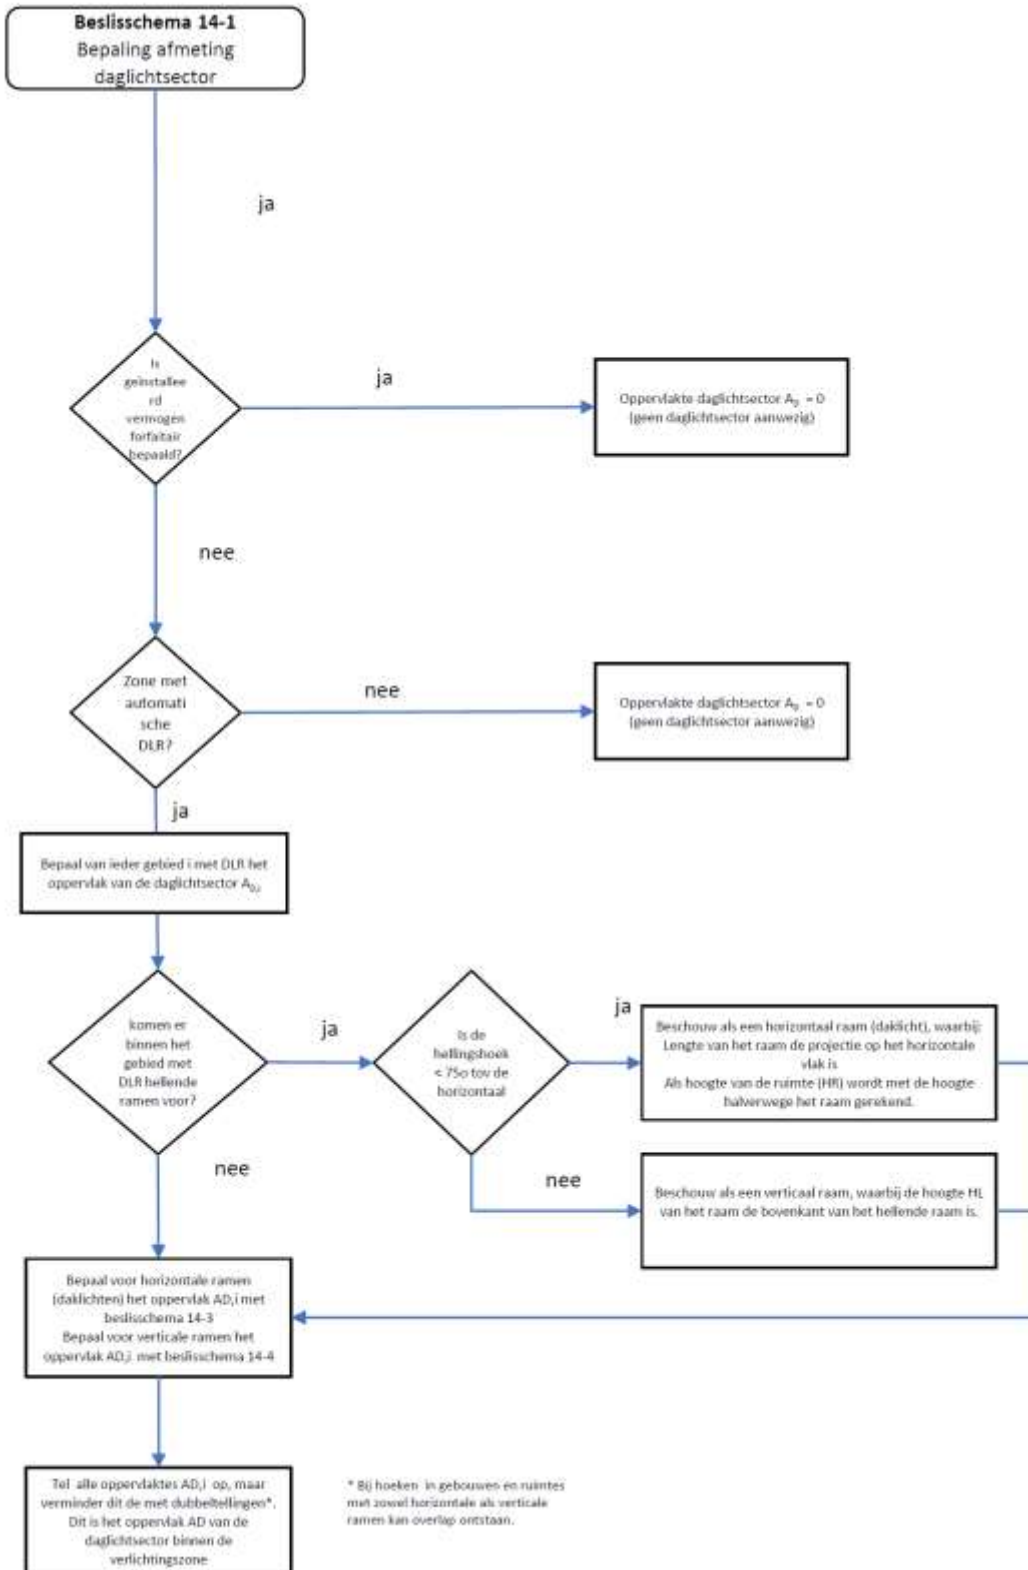 Beslisschema 14-1
Bepaling afmeting
daglichtsector
ja
Is
geïnstallee
rd
vermogen
forfaitair
bepaald?
ja
Oppervlakte daglichtsector A_D = 0
(geen daglichtsector aanwezig)
nee
Zone met
automati
sche
DLR?
nee
Oppervlakte daglichtsector A_D = 0
(geen daglichtsector aanwezig)
ja
Bepaal van ieder gebied i met DLR het
oppervlak van de daglichtsector A_D,i
komen er
binnen het
gebied met
DLR hellende
ramen voor?
ja
Is de
hellingshoek
< 75o tov de
horizontaal
ja
Beschouw als een horizontaal raam (daklicht), waarbij:
Lengte van het raam de projectie op het horizontale
vlak is
Als hoogte van de ruimte (HR) wordt met de hoogte
halverwege het raam gerekend.
nee
nee
Beschouw als een verticaal raam, waarbij de hoogte HL
van het raam de bovenkant van het hellende raam is.
Bepaal voor horizontale ramen
(daklichten) het oppervlak AD,i met
beslisschema 14-3
Bepaal voor verticale ramen het
oppervlak AD,i met beslisschema 14-4
Tel alle oppervlaktes AD,i op, maar
verminder dit de met dubbeltellingen*.
Dit is het oppervlak AD van de
daglichtsector binnen de
verlichtingszone
* Bij hoeken in gebouwen en ruimtes
met zowel horizontale als verticale
ramen kan overlap ontstaan.